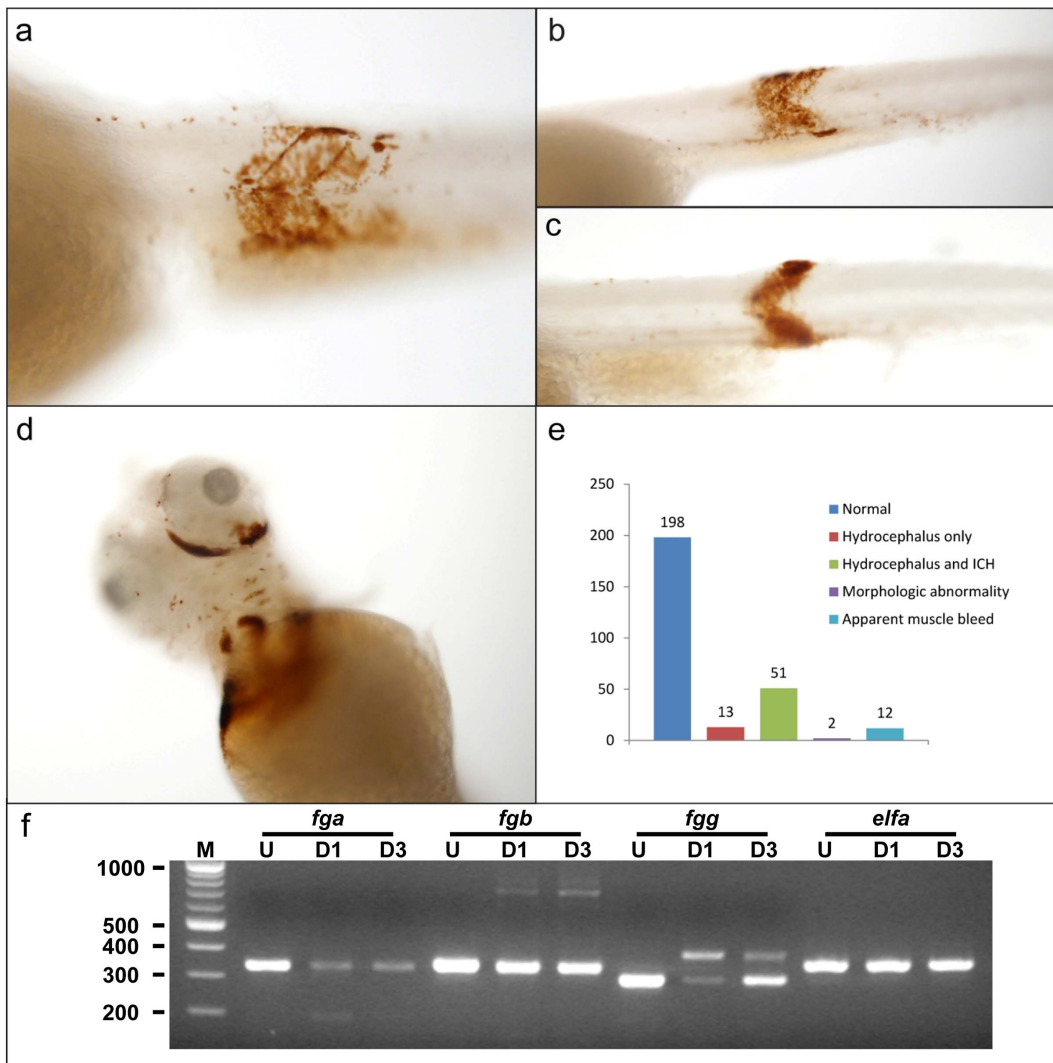 a
b
c
d
e
250
200
150
100
50
0
198
13
51
2
12
Normal
Hydrocephalus only
Hydrocephalus and ICH
Morphologic abnormality
Apparent muscle bleed
f
fga fgb fgg elfa
M U D1 D3 U D1 D3 U D1 D3 U D1 D3
1000
500
400
300
200